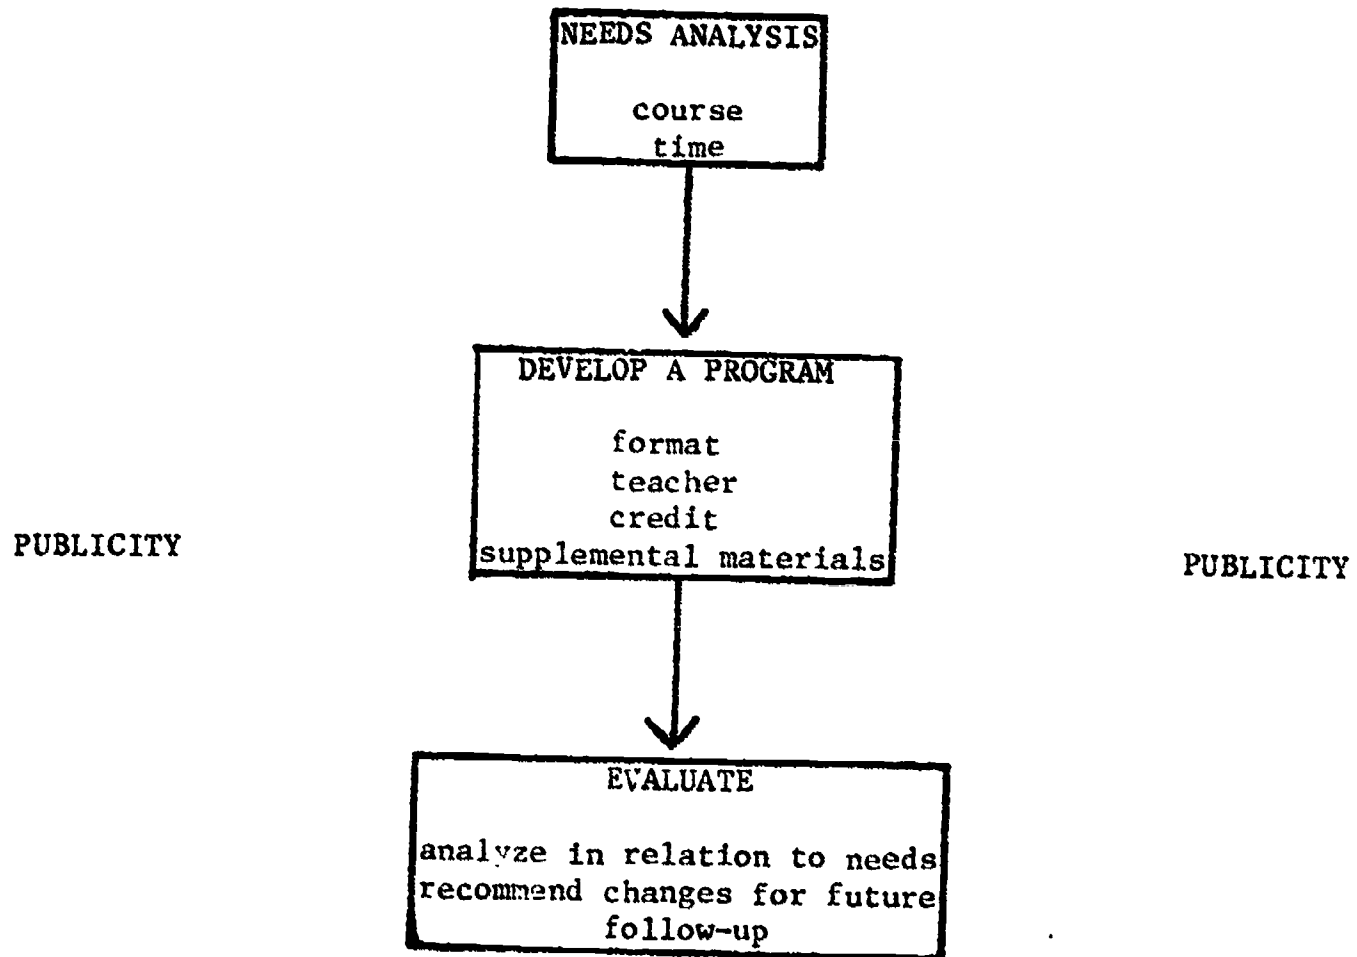 NEEDS ANALYSIS
course
time
DEVELOP A PROGRAM
format
teacher
credit
supplemental materials
PUBLICITY
PUBLICITY
EVALUATE
analyze in relation to needs
recommend changes for future
follow-up